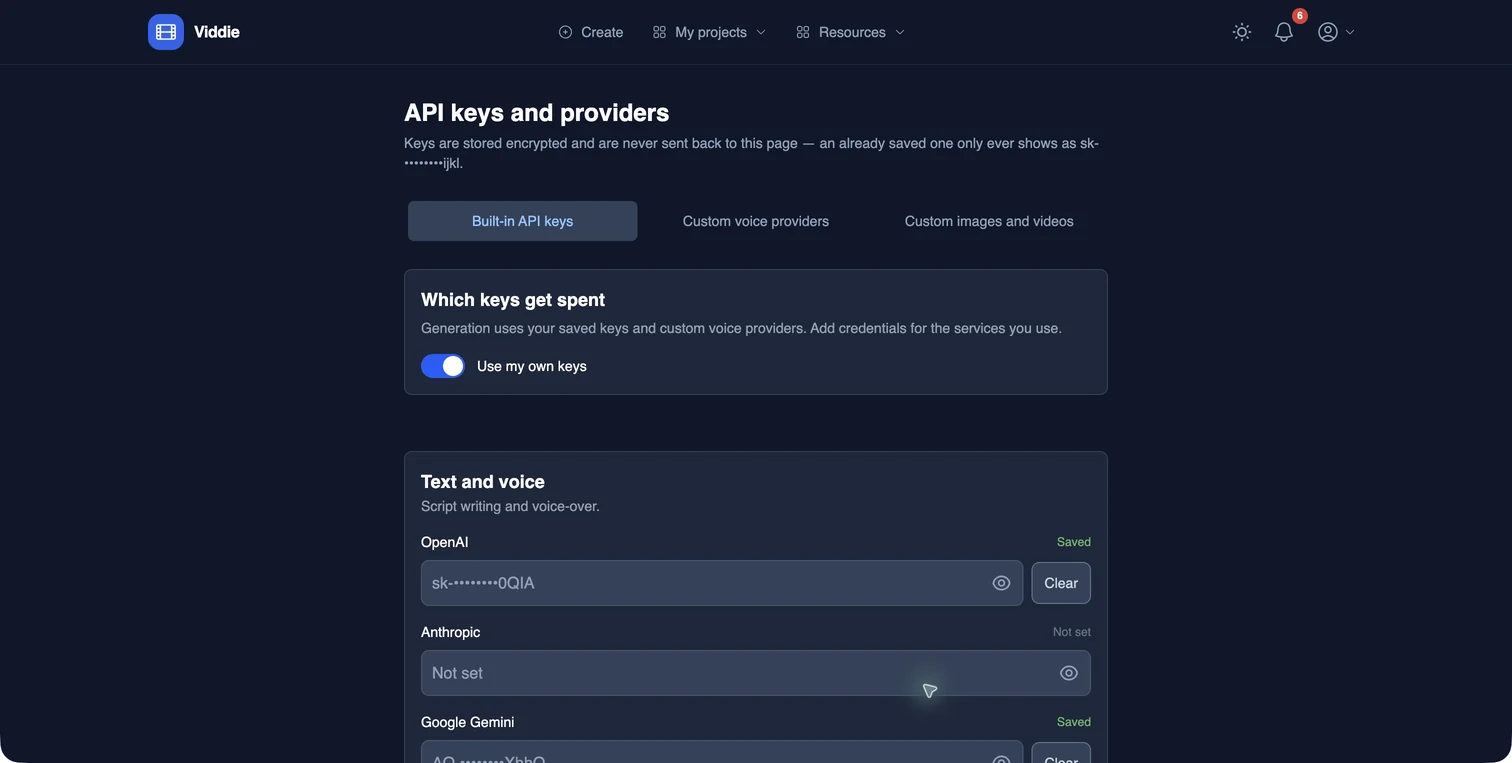 Viddie
Create
My projects
Resources
6
API keys and providers
Keys are stored encrypted and are never sent back to this page — an already saved one only ever shows as sk-
••••••••ijkl.
Built-in API keys
Custom voice providers
Custom images and videos
Which keys get spent
Generation uses your saved keys and custom voice providers. Add credentials for the services you use.
Use my own keys
Text and voice
Script writing and voice-over.
OpenAI
Saved
sk-••••••••0QIA
Clear
Anthropic
Not set
Not set
Google Gemini
Saved
Clear